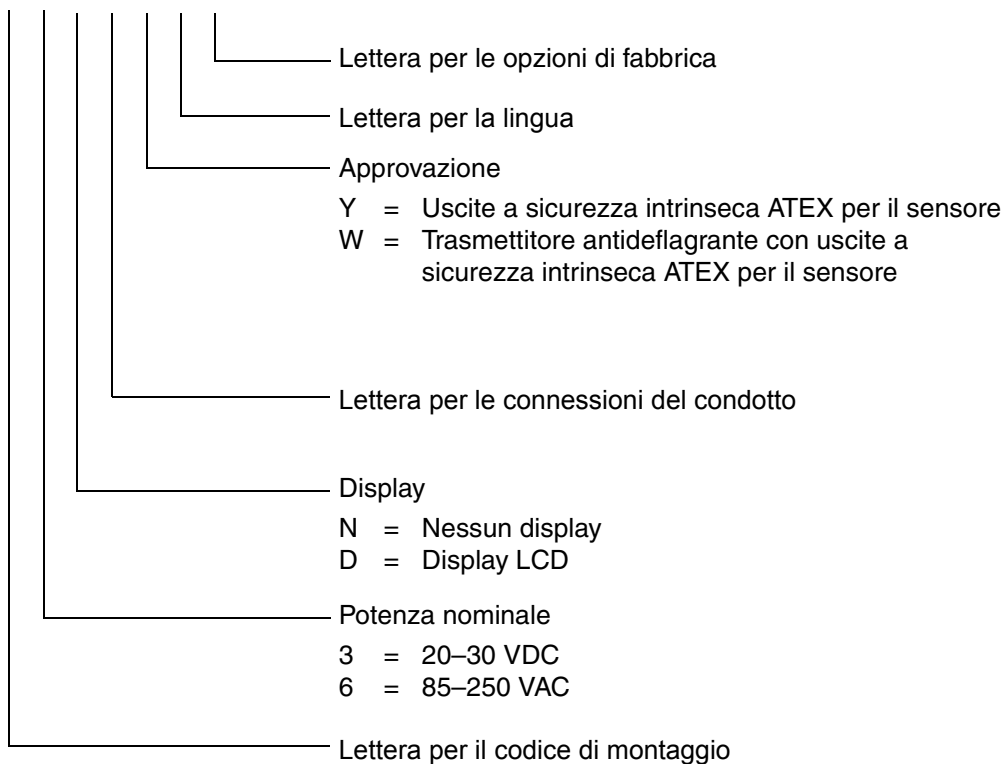 Lettera per le opzioni di fabbrica
Lettera per la lingua
Approvazione
Y = Uscite a sicurezza intrinseca ATEX per il sensore
W = Trasmettitore antideflagrante con uscite a
sicurezza intrinseca ATEX per il sensore
Lettera per le connessioni del condotto
Display
N = Nessun display
D = Display LCD
Potenza nominale
3 = 20–30 VDC
6 = 85–250 VAC
Lettera per il codice di montaggio